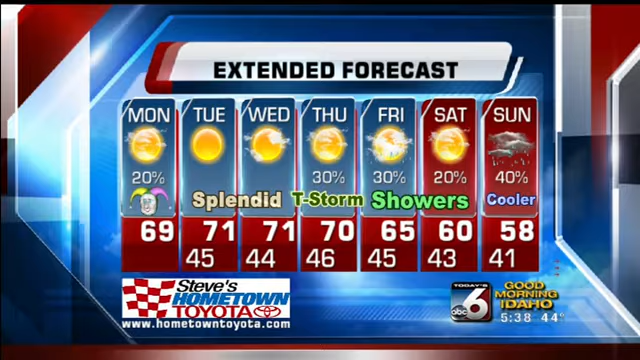 EXTENDED FORECAST
MON TUE WED THU FRI SAT SUN
20% 30% 30% 20% 40%
Splendid T-Storm Showers Cooler
69 71 71 70 65 60 58
45 44 46 45 43 41
Steve's
HOMETOWN
TOYOTA
www.hometowntoyota.com
TODAY'S
abc 6
GOOD
MORNING
IDAHO
5:38 44°